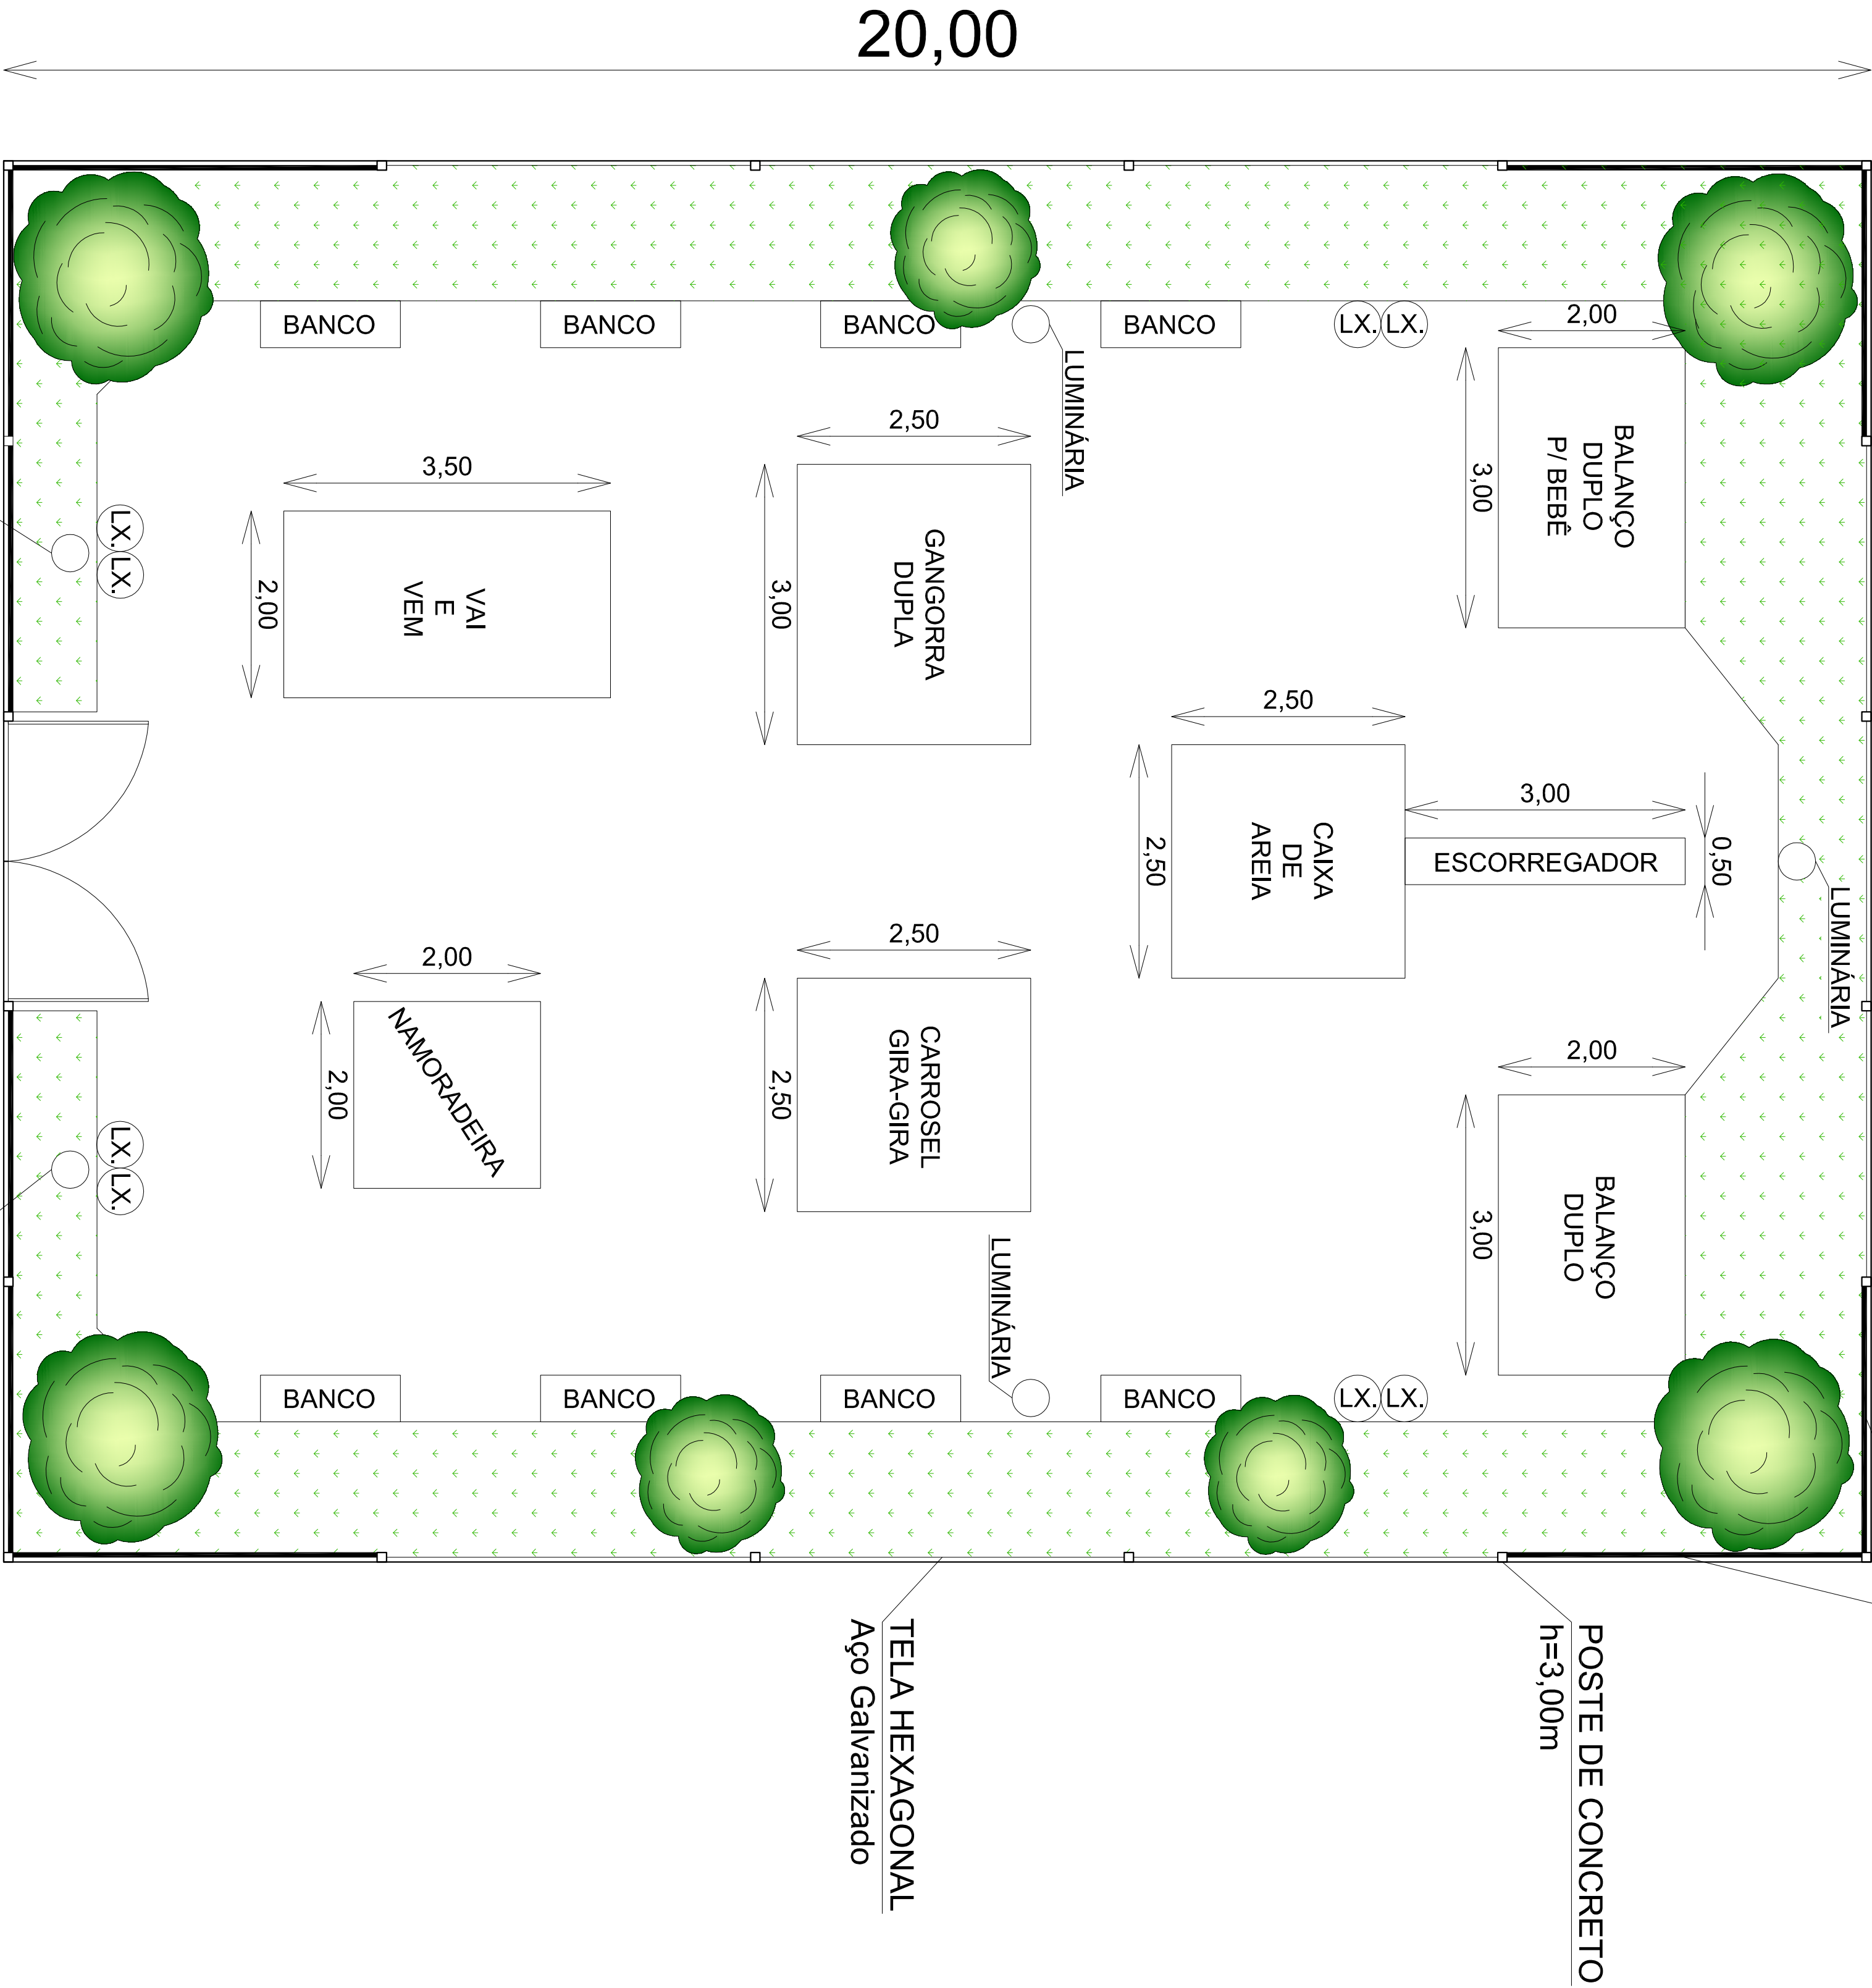 20,00
BANCO
BANCO
BANCO
BANCO
LX.
LX.
2,00
LUMINÁRIA
2,50
3,50
3,00
BALANÇO
DUPLO
P/ BEBÊ
LX.
LX.
2,00
VAI
E
VEM
3,00
GANGORRA
DUPLA
2,50
3,00
2,50
CAIXA
DE
AREIA
ESCORREGADOR
0,50
LUMINÁRIA
2,00
2,50
2,00
2,00
NAMORADEIRA
2,50
CARROSEL
GIRA-GIRA
3,00
BALANÇO
DUPLO
LX.
LX.
LUMINÁRIA
BANCO
BANCO
BANCO
BANCO
LX.
LX.
TELA HEXAGONAL
Aço Galvanizado
POSTE DE CONCRETO
h=3,00m